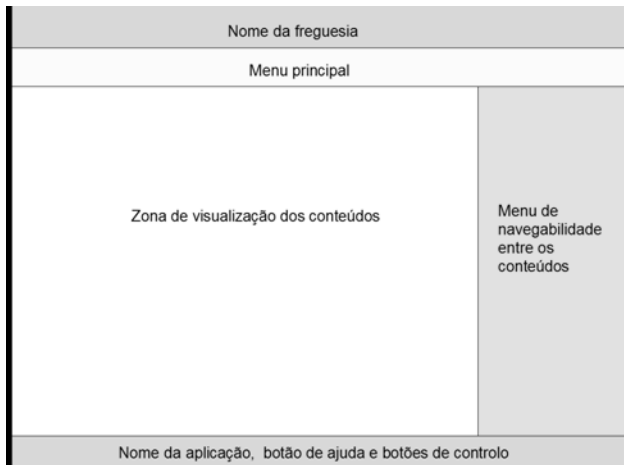 Nome da freguesia
Menu principal
Zona de visualização dos conteúdos
Menu de
navegabilidade
entre os
conteúdos
Nome da aplicação, botão de ajuda e botões de controlo